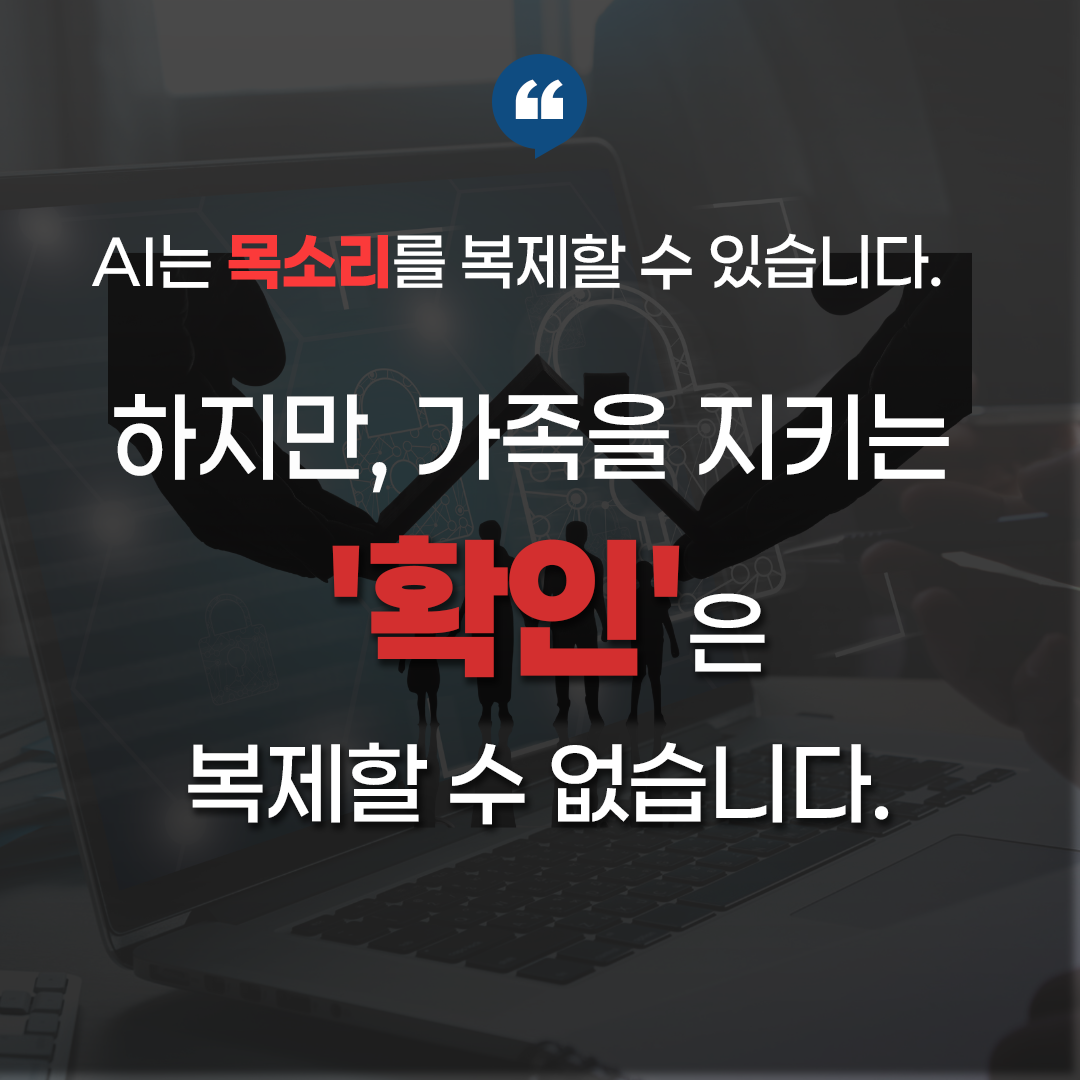 ❝
AI는 목소리를 복제할 수 있습니다.
하지만, 가족을 지키는
'확인'은
복제할 수 없습니다.